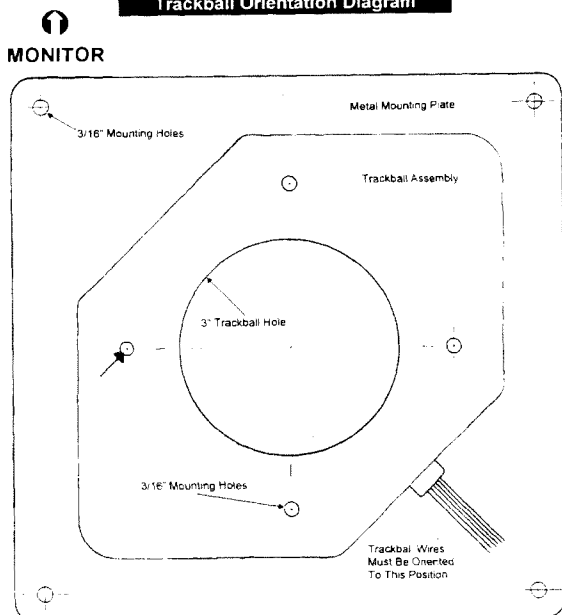 Trackball Orientation Diagram
MONITOR
Metal Mounting Plate
3/16" Mounting Holes
Trackball Assembly
3" Trackball Hole
3/16" Mounting Holes
Trackbal Wires
Must Be Oriented
To This Position